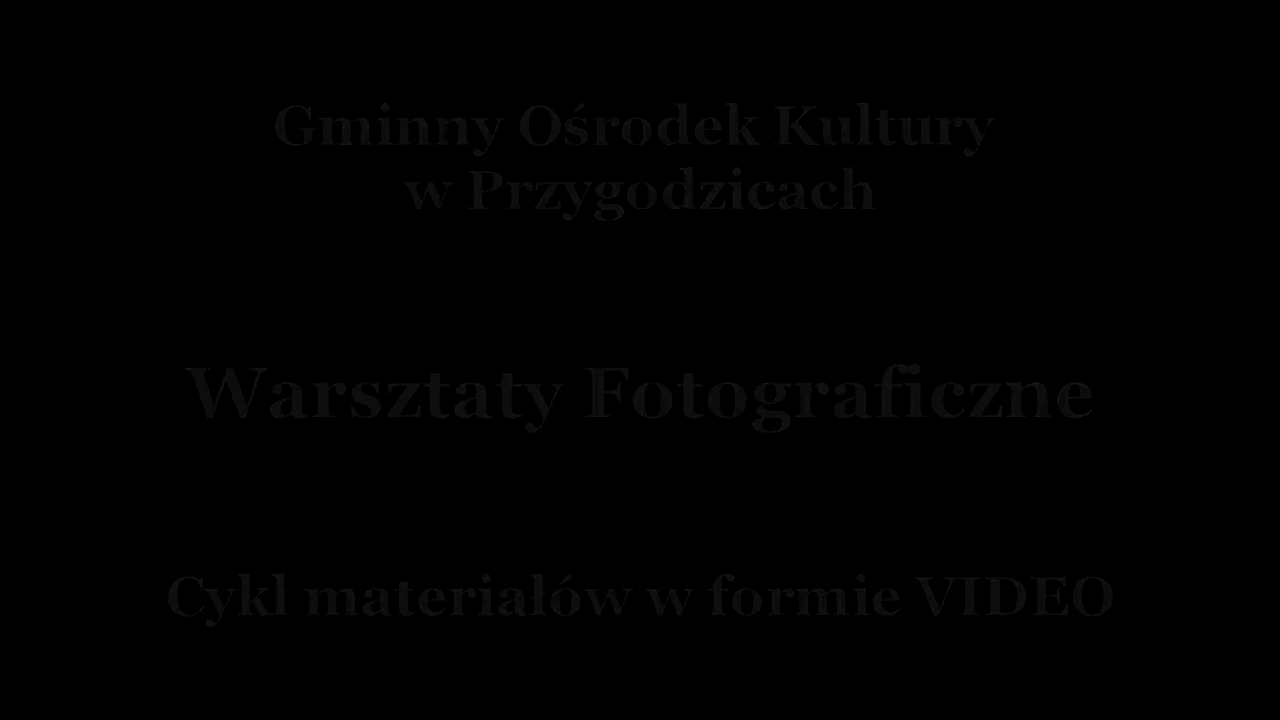 Gminny Ośrodek Kultury
w Przygodzicach
Warsztaty Fotograficzne
Cykl materiałów w formie VIDEO